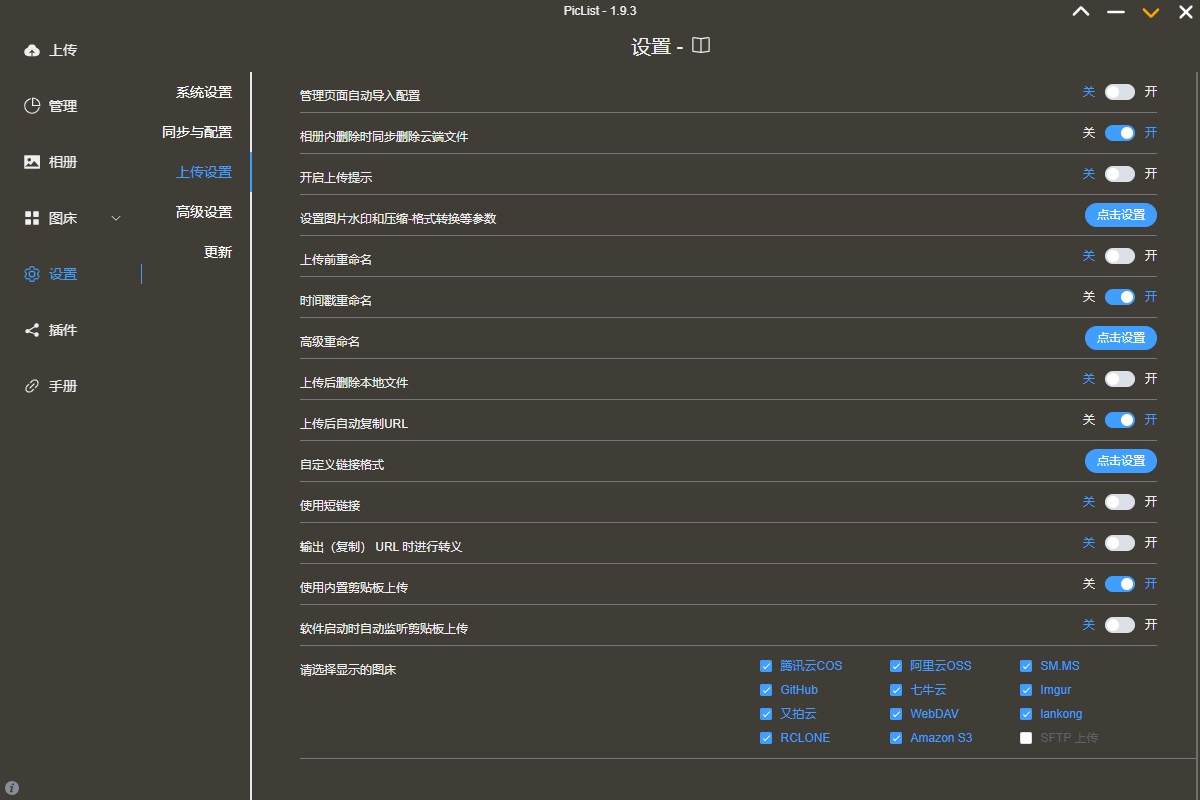 PicList - 1.9.3
设置 -
上传
管理
相册
图床
设置
插件
手册
系统设置
同步与配置
上传设置
高级设置
更新
管理页面自动导入配置 关 开
相册内删除时同步删除云端文件 关 开
开启上传提示 关 开
设置图片水印和压缩-格式转换等参数 点击设置
上传前重命名 关 开
时间戳重命名 关 开
高级重命名 点击设置
上传后删除本地文件 关 开
上传后自动复制URL 关 开
自定义链接格式 点击设置
使用短链接 关 开
输出（复制） URL 时进行转义 关 开
使用内置剪贴板上传 关 开
软件启动时自动监听剪贴板上传 关 开
请选择显示的图床 腾讯云COS 阿里云OSS SM.MS
GitHub 七牛云 Imgur
又拍云 WebDAV lankong
RCLONE Amazon S3 SFTP 上传